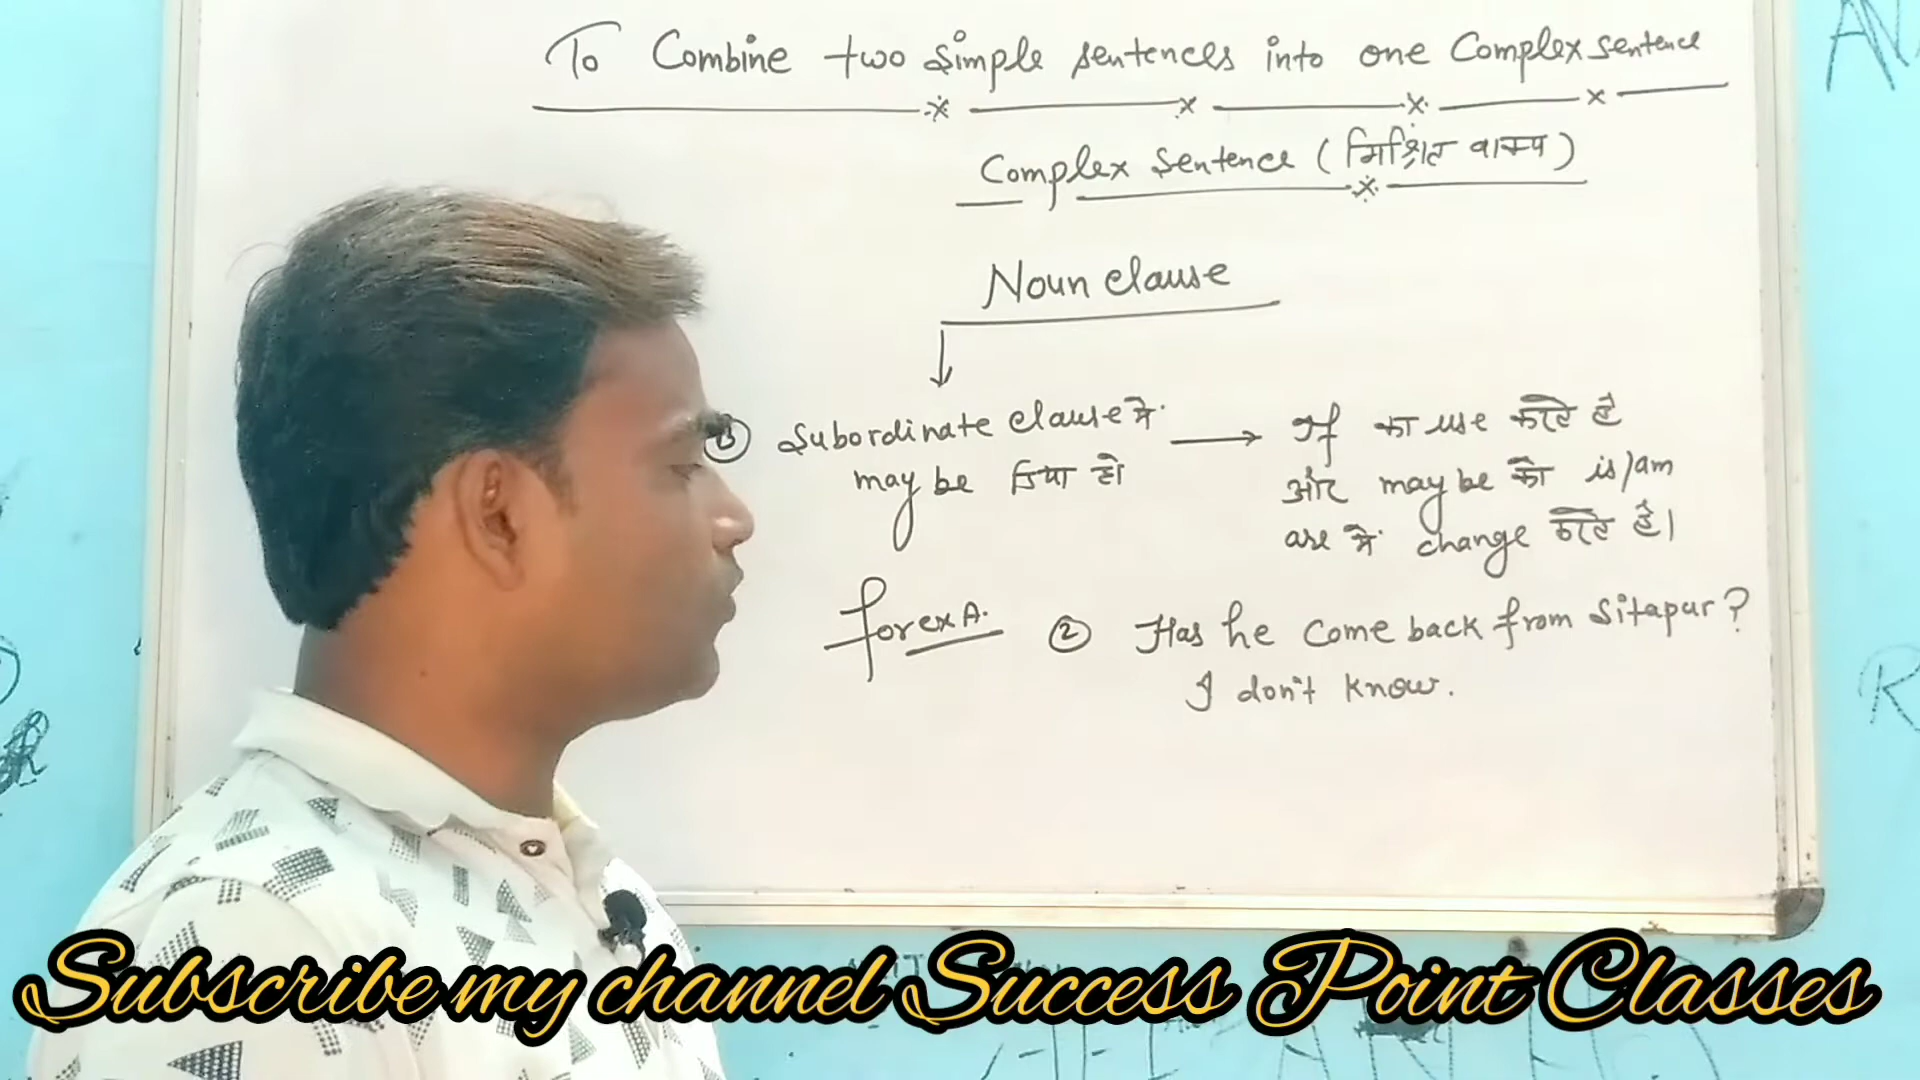 To Combine two simple sentences into one Complex sentence
Complex Sentence (मिश्रित वाक्य)
Noun clause
Subordinate clause में
may be दिया हो
→ If का use करते है
और may be को is/am
are में change करते है।
for ex A.
② Has he come back from Sitapur?
I don't know.
Subscribe my channel Success Point Classes